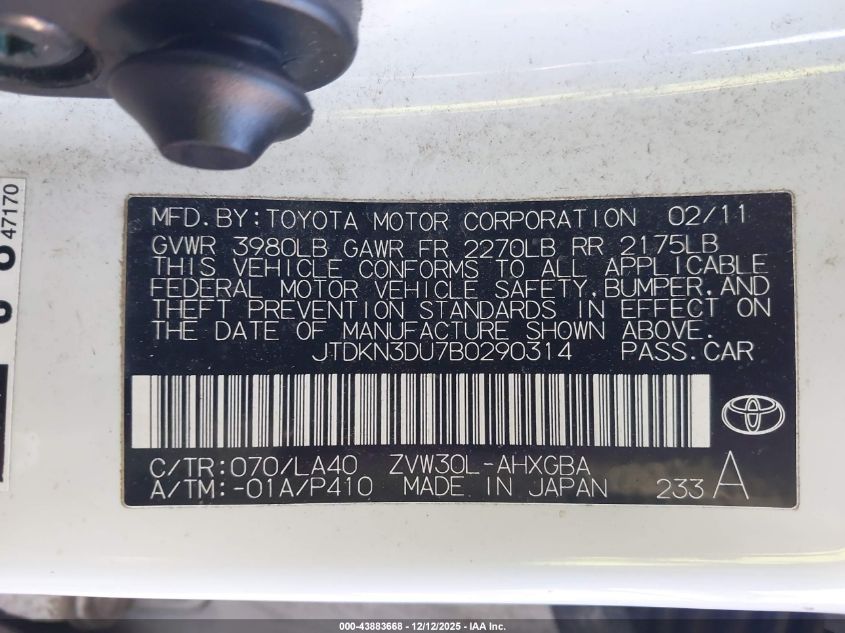 MFD.BY:TOYOTA MOTOR CORPORATION 02/11
GVWR 3980LB GAWR FR 2270LB RR 2175LB
THIS VEHICLE CONFORMS TO ALL APPLICABLE
FEDERAL MOTOR VEHICLE SAFETY,BUMPER,AND
THEFT PREVENTION STANDARDS IN EFFECT ON
THE DATE OF MANUFACTURE SHOWN ABOVE.
JTDKN3DU7B0290314 PASS.CAR
C/TR:070/LA40 ZVW30L-AHXGBA
A/TM:-01A/P410 MADE IN JAPAN 233 A
47170
000-43883668 - 12/12/2025 - IAA Inc.